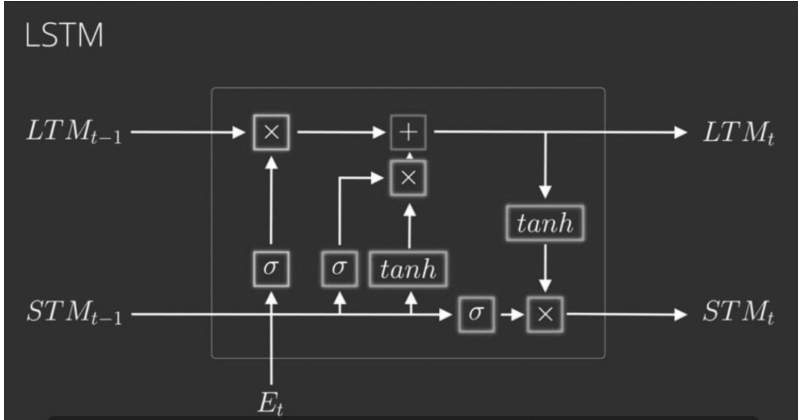 LSTM
LTM_{t-1} × + LTM_t
×
tanh
σ σ tanh
STM_{t-1} σ × STM_t
E_t